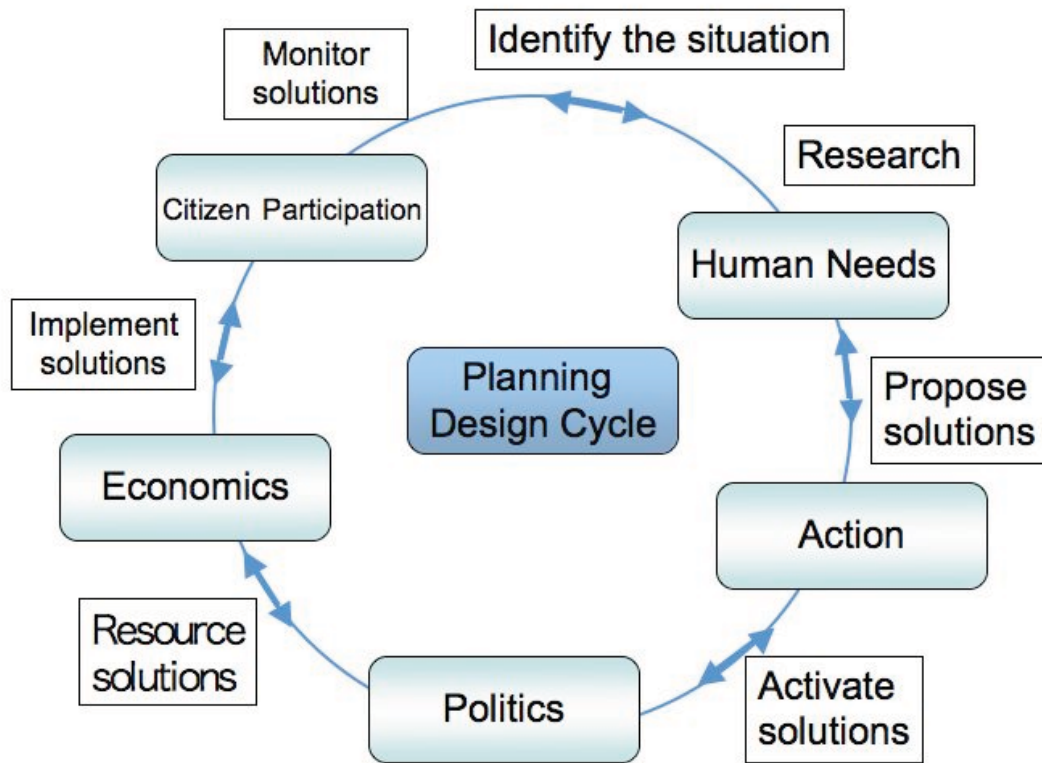 Identify the situation
Monitor
solutions
Research
Citizen Participation
Human Needs
Implement
solutions
Planning
Design Cycle
Propose
solutions
Economics
Action
Resource
solutions
Politics
Activate
solutions